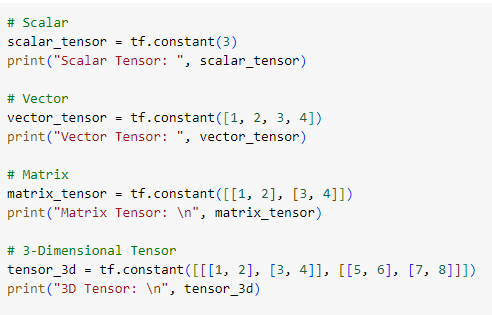 # Scalar
scalar_tensor = tf.constant(3)
print("Scalar Tensor: ", scalar_tensor)
# Vector
vector_tensor = tf.constant([1, 2, 3, 4])
print("Vector Tensor: ", vector_tensor)
# Matrix
matrix_tensor = tf.constant([[1, 2], [3, 4]])
print("Matrix Tensor: \n", matrix_tensor)
# 3-Dimensional Tensor
tensor_3d = tf.constant([[[1, 2], [3, 4]], [[5, 6], [7, 8]]])
print("3D Tensor: \n", tensor_3d)